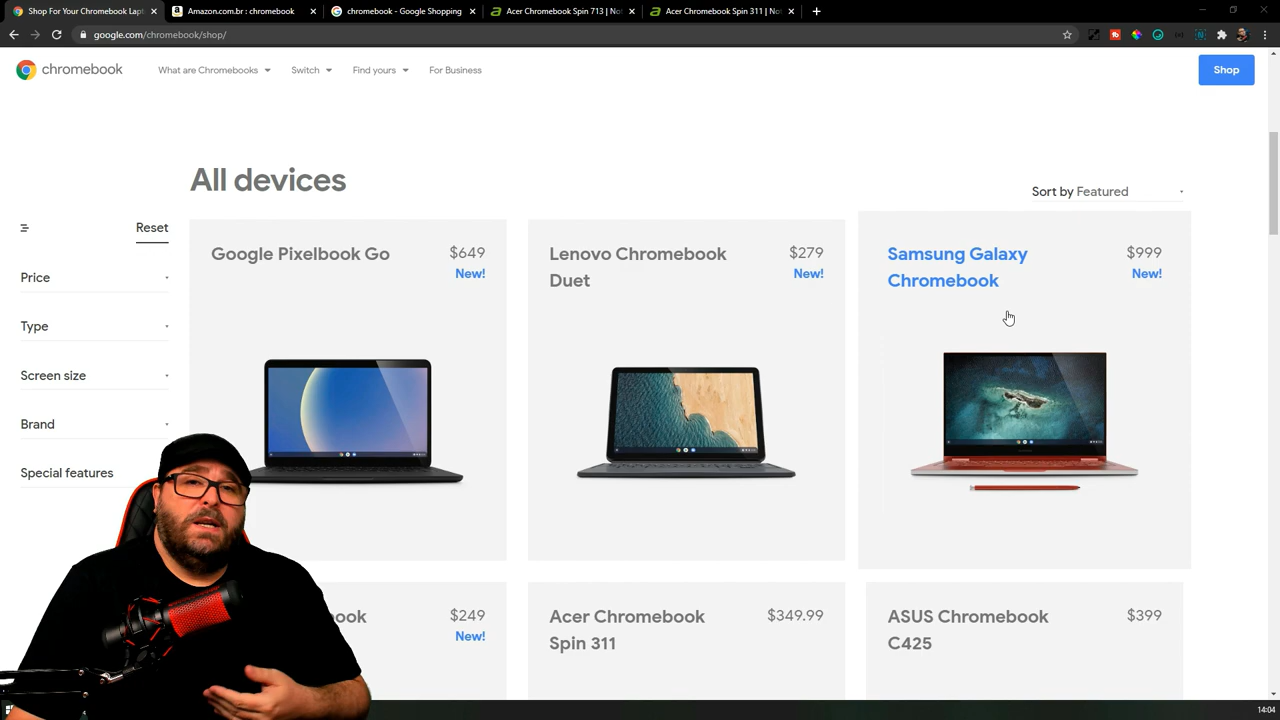 Shop For Your Chromebook Lapt
Amazon.com.br : chromebook
chromebook - Google Shopping
Acer Chromebook Spin 713 | Not
Acer Chromebook Spin 311 | Not
google.com/chromebook/shop/
chromebook
What are Chromebooks
Switch
Find yours
For Business
Shop
All devices
Sort by Featured
Reset
Price
Type
Screen size
Brand
Special features
Google Pixelbook Go
$649
New!
Lenovo Chromebook
Duet
$279
New!
Samsung Galaxy
Chromebook
$999
New!
ook
$249
New!
Acer Chromebook
Spin 311
$349.99
ASUS Chromebook
C425
$399
14:04